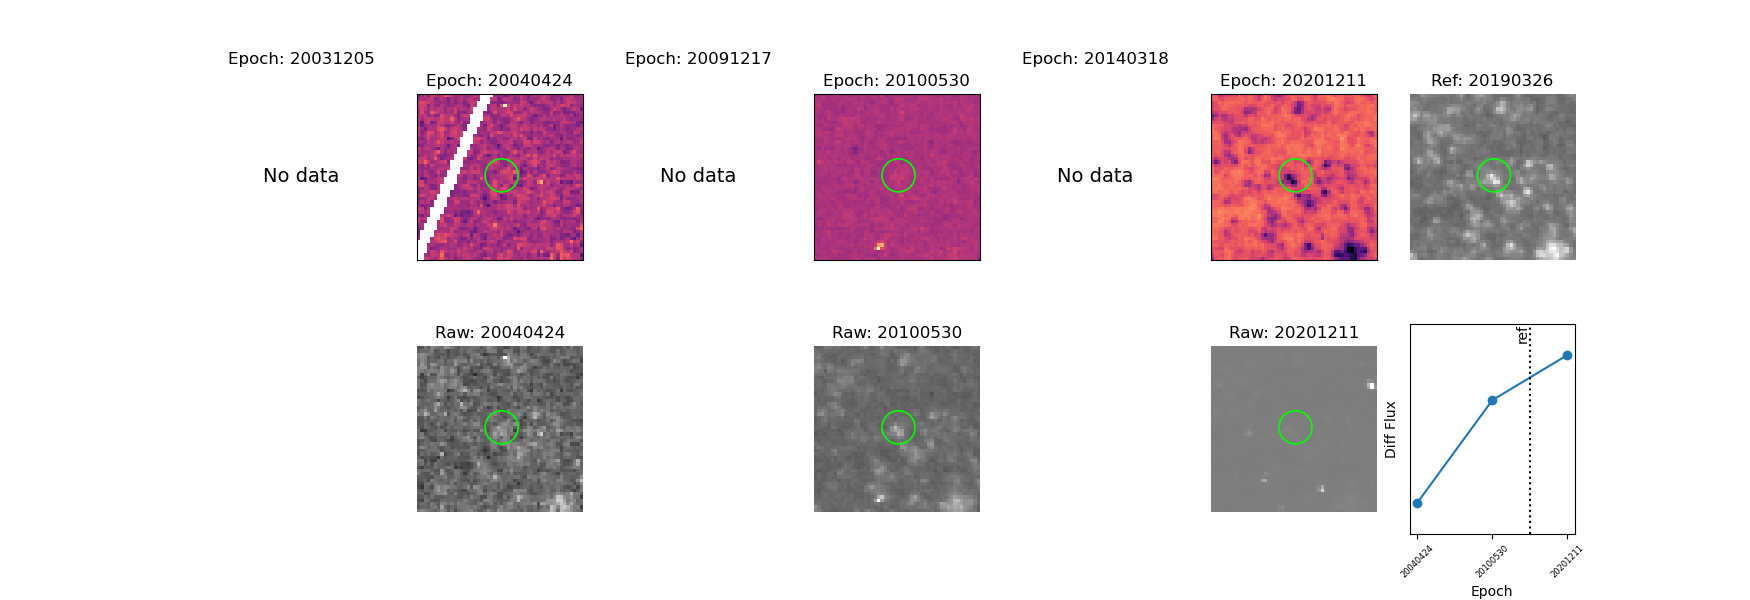 Epoch: 20031205
Epoch: 20091217
Epoch: 20140318
Epoch: 20040424
Epoch: 20100530
Epoch: 20201211
Ref: 20190326
No data
No data
No data
Raw: 20040424
Raw: 20100530
Raw: 20201211
ref
Diff Flux
20040424
20100530
20201211
Epoch